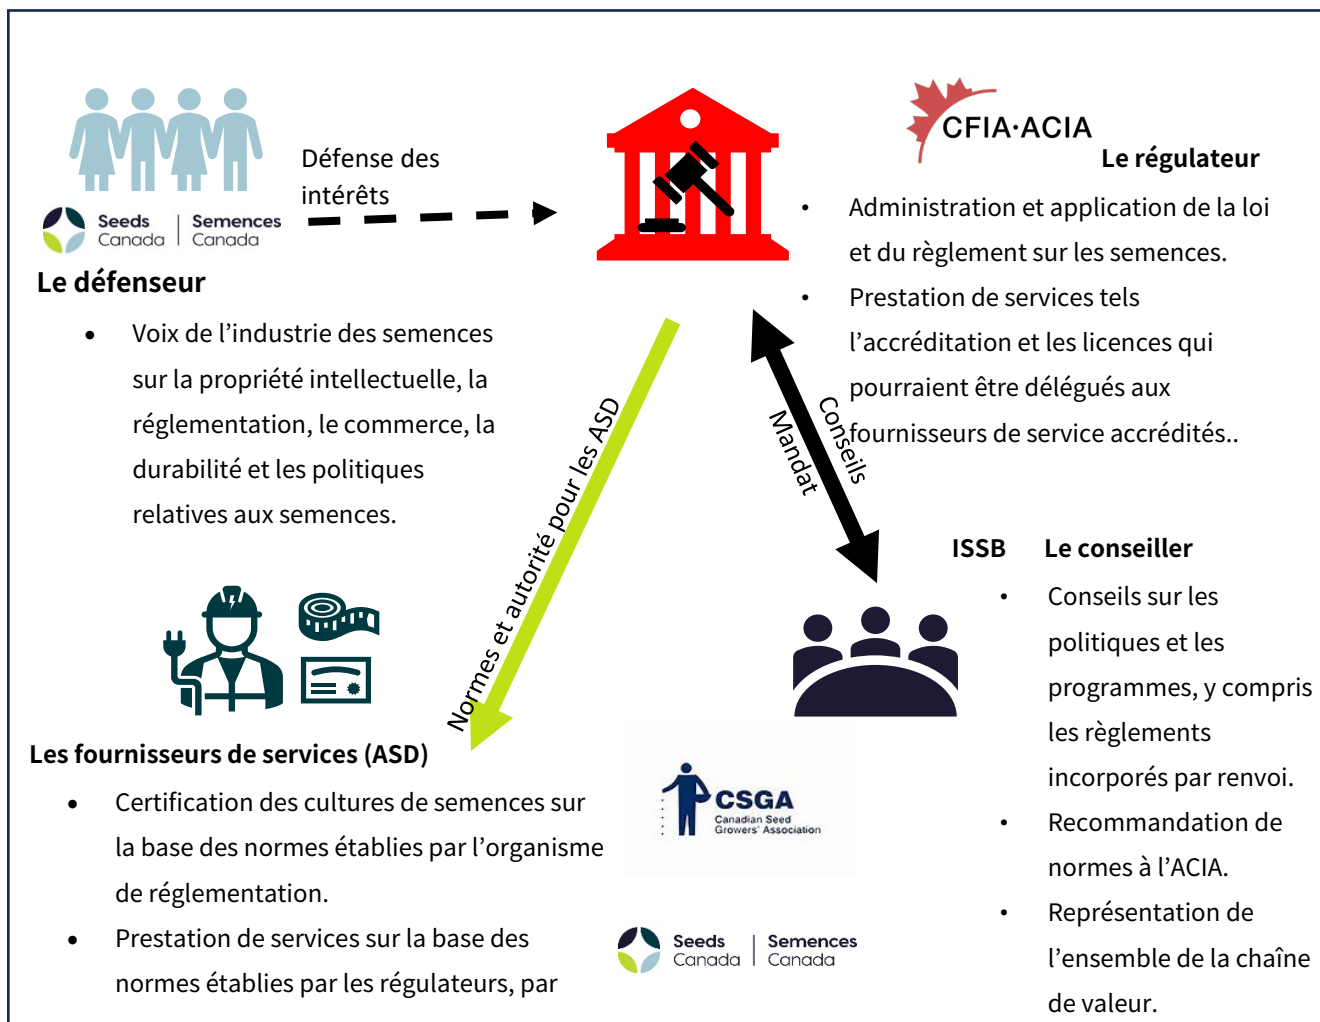 Défense des
intérêts
Seeds | Semences
Canada | Canada
Le défenseur
• Voix de l’industrie des semences
sur la propriété intellectuelle, la
réglementation, le commerce, la
durabilité et les politiques
relatives aux semences.
CFIA·ACIA
Le régulateur
• Administration et application de la loi
et du règlement sur les semences.
• Prestation de services tels
l’accréditation et les licences qui
pourraient être délégués aux
fournisseurs de service accrédités..
Normes et autorité pour les ASD
Conseils
Mandat
ISSB Le conseiller
• Conseils sur les
politiques et les
programmes, y compris
les règlements
incorporés par renvoi.
• Recommandation de
normes à l’ACIA.
• Représentation de
l’ensemble de la chaîne
de valeur.
Les fournisseurs de services (ASD)
• Certification des cultures de semences sur
la base des normes établies par l’organisme
de réglementation.
• Prestation de services sur la base des
normes établies par les régulateurs, par
CSGA
Canadian Seed
Growers' Association
Seeds | Semences
Canada | Canada